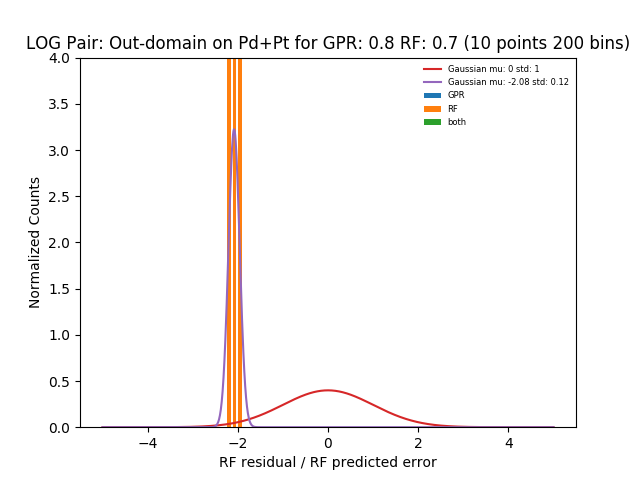 LOG Pair: Out-domain on Pd+Pt for GPR: 0.8 RF: 0.7 (10 points 200 bins)
4.0
3.5
3.0
2.5
2.0
1.5
1.0
0.5
0.0
Normalized Counts
Gaussian mu: 0 std: 1
Gaussian mu: -2.08 std: 0.12
GPR
RF
both
−4
−2
0
2
4
RF residual / RF predicted error